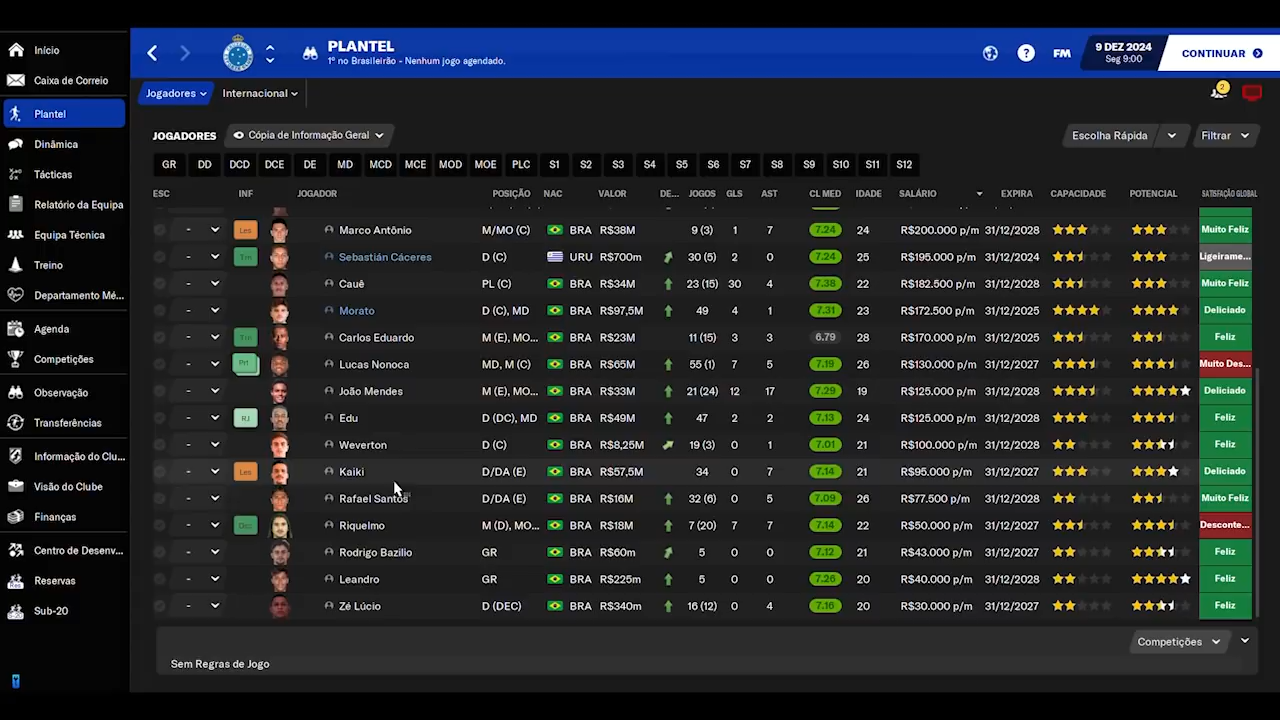 Início
Caixa de Correio
Plantel
Dinâmica
Tácticas
Relatório da Equipa
Equipa Técnica
Treino
Departamento Mé...
Agenda
Competições
Observação
Transferências
Informação do Clu...
Visão do Clube
Finanças
Centro de Desenv...
Reservas
Sub-20
PLANTEL
1º no Brasileirão - Nenhum jogo agendado.
FM
9 DEZ 2024
Seg 9:00
CONTINUAR
Jogadores
Internacional
2
JOGADORES
Cópia de Informação Geral
Escolha Rápida
Filtrar
GR DD DCD DCE DE MD MCD MCE MOD MOE PLC S1 S2 S3 S4 S5 S6 S7 S8 S9 S10 S11 S12
ESC INF JOGADOR POSIÇÃO NAC VALOR DE... JOGOS GLS AST CL MED IDADE SALÁRIO EXPIRA CAPACIDADE POTENCIAL SATISFAÇÃO GLOBAL
- Les Marco Antônio M/MO (C) BRA R$38M 9 (3) 1 7 7.24 24 R$200.000 p/m 31/12/2028 Muito Feliz
- Trn Sebastián Cáceres D (C) URU R$700m 30 (5) 2 0 7.24 25 R$195.000 p/m 31/12/2024 Ligeirame...
- Cauê PL (C) BRA R$34M 23 (15) 30 4 7.38 22 R$182.500 p/m 31/12/2028 Muito Feliz
- Morato D (C), MD BRA R$97,5M 49 4 1 7.31 23 R$172.500 p/m 31/12/2025 Deliciado
- Trn Carlos Eduardo M (E), MO... BRA R$23M 11 (15) 3 3 6.79 28 R$170.000 p/m 31/12/2025 Feliz
- Prt Lucas Nonoca MD, M (C) BRA R$65M 55 (1) 7 5 7.19 26 R$130.000 p/m 31/12/2027 Muito Des...
- João Mendes M (E), MO... BRA R$33M 21 (24) 12 17 7.29 19 R$125.000 p/m 31/12/2028 Deliciado
- RJ Edu D (DC), MD BRA R$49M 47 2 2 7.13 24 R$125.000 p/m 31/12/2028 Feliz
- Weverton D (C) BRA R$8,25M 19 (3) 0 1 7.01 21 R$100.000 p/m 31/12/2028 Feliz
- Les Kaiki D/DA (E) BRA R$57,5M 34 0 7 7.14 21 R$95.000 p/m 31/12/2027 Deliciado
- Rafael Santos D/DA (E) BRA R$16M 32 (6) 0 5 7.09 26 R$77.500 p/m 31/12/2028 Muito Feliz
- Riquelmo M (D), MO... BRA R$18M 7 (20) 7 7 7.14 22 R$50.000 p/m 31/12/2027 Desconte...
- Rodrigo Bazilio GR BRA R$60m 5 0 0 7.12 21 R$43.000 p/m 31/12/2027 Feliz
- Leandro GR BRA R$225m 5 0 0 7.26 20 R$40.000 p/m 31/12/2027 Feliz
- Zé Lúcio D (DEC) BRA R$340m 16 (12) 0 4 7.16 20 R$30.000 p/m 31/12/2027 Feliz
Competições
Sem Regras de Jogo